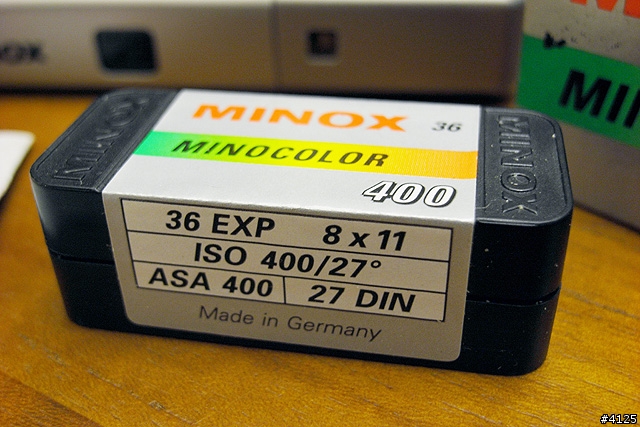 MINOX 36
MINOCOLOR
400
36 EXP 8 x 11
ISO 400/27°
ASA 400 27 DIN
Made in Germany
MINOX
MINOX
#4125